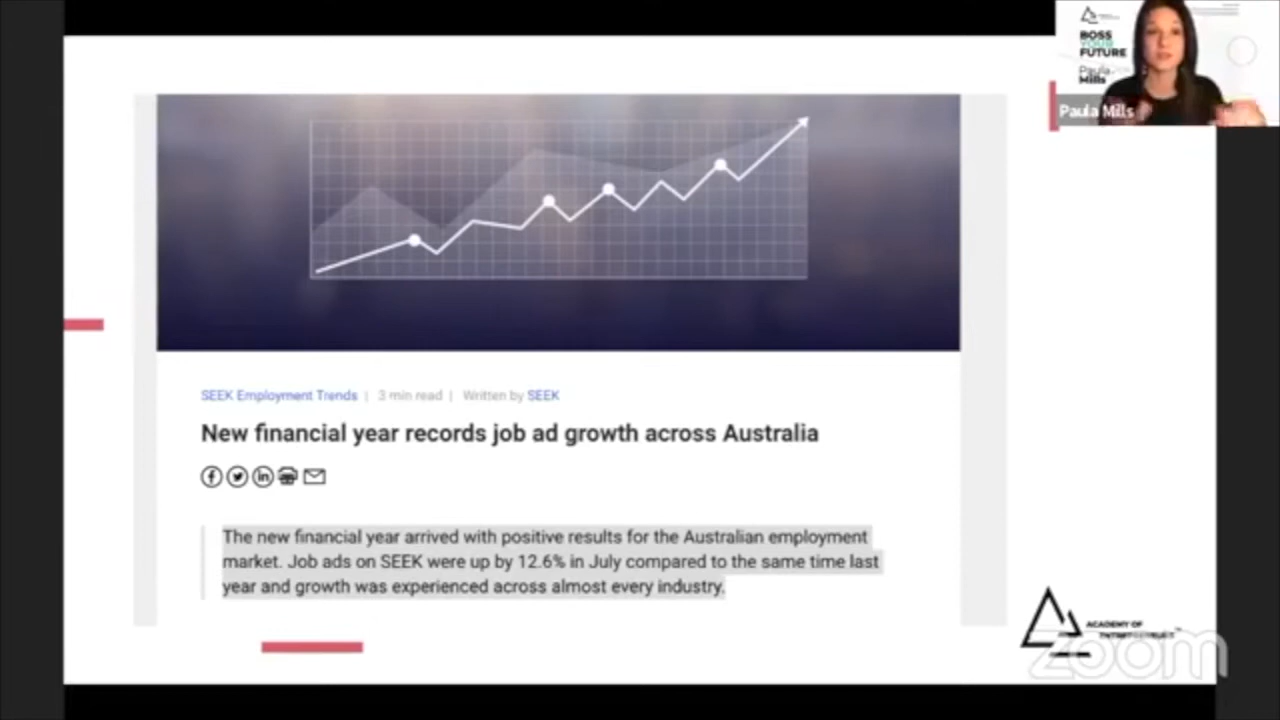 BOSS
YOUR
FUTURE
Paula
Mills
Paula Mills
SEEK Employment Trends | 3 min read | Written by SEEK
New financial year records job ad growth across Australia
The new financial year arrived with positive results for the Australian employment
market. Job ads on SEEK were up by 12.6% in July compared to the same time last
year and growth was experienced across almost every industry.
ACADEMY OF
zoom